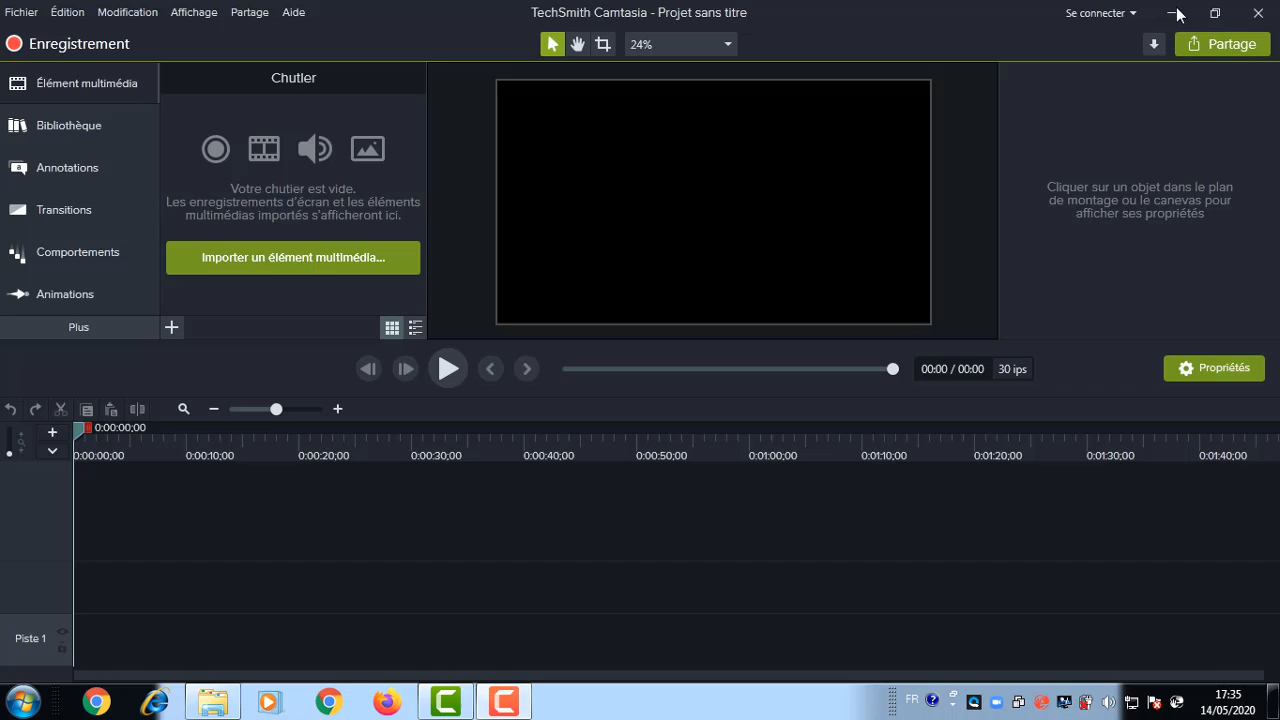 Fichier Édition Modification Affichage Partage Aide TechSmith Camtasia - Projet sans titre Se connecter
Enregistrement 24% Partage
Élément multimédia
Bibliothèque
Annotations
Transitions
Comportements
Animations
Plus
Chutier
Votre chutier est vide.
Les enregistrements d'écran et les éléments
multimédias importés s'afficheront ici.
Importer un élément multimédia...
Cliquer sur un objet dans le plan
de montage ou le canevas pour
afficher ses propriétés
00:00 / 00:00 30 ips Propriétés
0:00:00;00
0:00:00;00 0:00:10;00 0:00:20;00 0:00:30;00 0:00:40;00 0:00:50;00 0:01:00;00 0:01:10;00 0:01:20;00 0:01:30;00 0:01:40;00
Piste 1
FR
17:35
14/05/2020